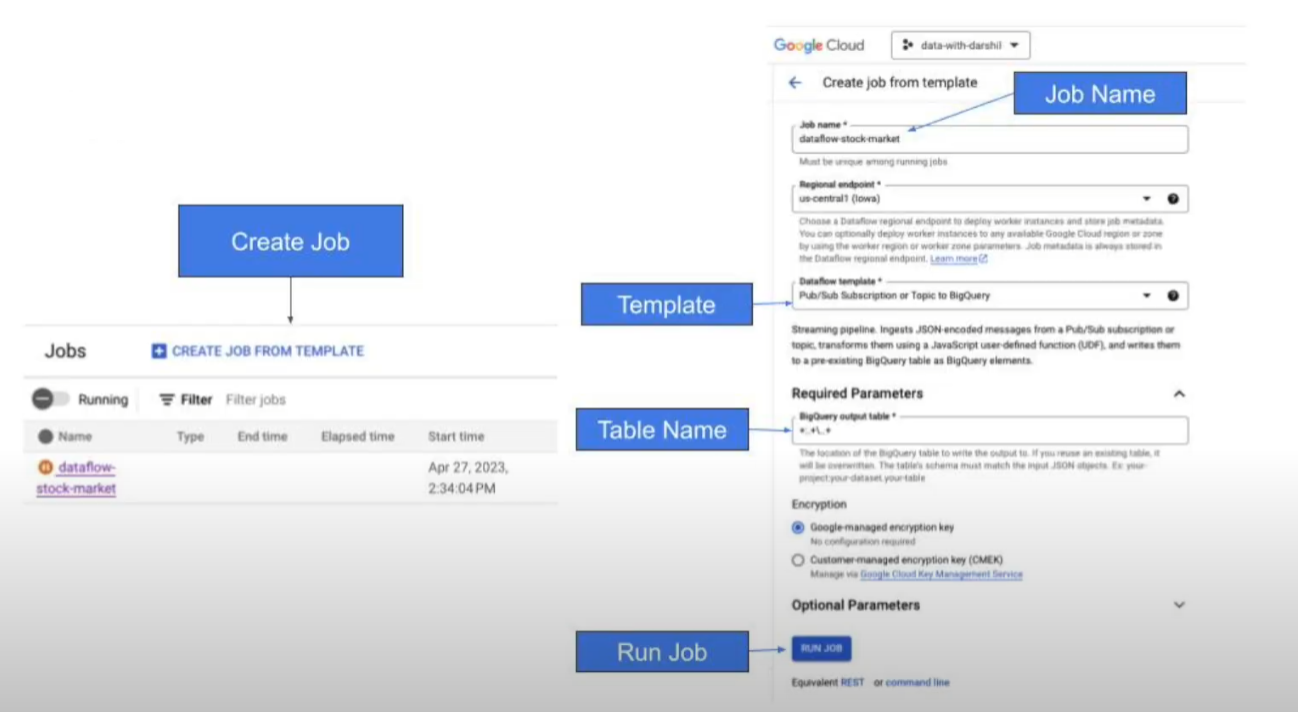 Create Job
Jobs
CREATE JOB FROM TEMPLATE
Running
Filter Filter jobs
Name Type End time Elapsed time Start time
dataflow-
stock-market
Apr 27, 2023,
2:34:04 PM
Google Cloud
data-with-darshil
Create job from template
Job Name
Job name *
dataflow-stock-market
Must be unique among running jobs
Regional endpoint *
us-central1 (Iowa)
Choose a Dataflow regional endpoint to deploy worker instances and store job metadata.
You can optionally deploy worker instances to any available Google Cloud region or zone
by using the worker region or worker zone parameters. Job metadata is always stored in
the Dataflow regional endpoint. Learn more
Template
Dataflow template *
Pub/Sub Subscription or Topic to BigQuery
Streaming pipeline. Ingests JSON-encoded messages from a Pub/Sub subscription or
topic, transforms them using a JavaScript user-defined function (UDF), and writes them
to a pre-existing BigQuery table as BigQuery elements.
Required Parameters
Table Name
BigQuery output table *
The location of the BigQuery table to write the output to. If you reuse an existing table, it
will be overwritten. The table's schema must match the input JSON objects. Ex: your-
project:your-dataset.your-table
Encryption
Google-managed encryption key
No configuration required
Customer-managed encryption key (CMEK)
Manage via Google Cloud Key Management Service
Optional Parameters
Run Job
RUN JOB
Equivalent REST or command line